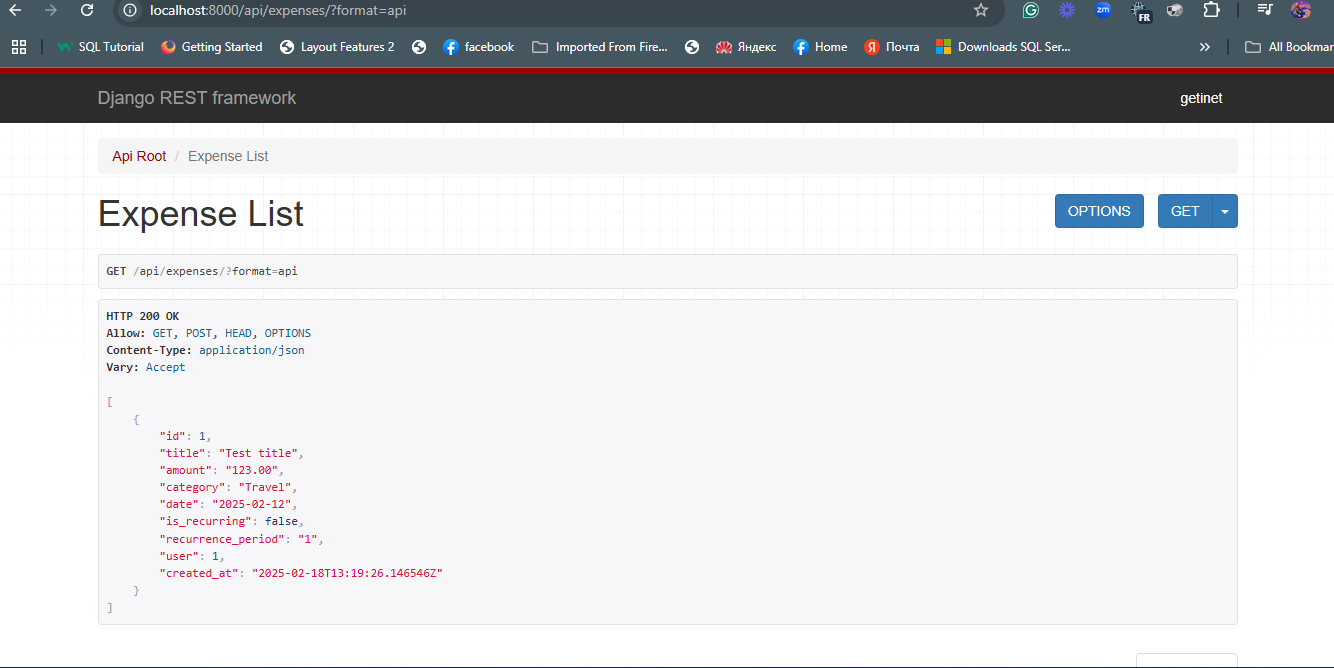 localhost:8000/api/expenses/?format=api
zm
FR
SQL Tutorial Getting Started Layout Features 2 facebook Imported From Fire... Яндекс Home Почта Downloads SQL Ser... » All Bookmar
Django REST framework getinet
Api Root / Expense List
Expense List OPTIONS GET
GET /api/expenses/?format=api
HTTP 200 OK
Allow: GET, POST, HEAD, OPTIONS
Content-Type: application/json
Vary: Accept
[
    {
        "id": 1,
        "title": "Test title",
        "amount": "123.00",
        "category": "Travel",
        "date": "2025-02-12",
        "is_recurring": false,
        "recurrence_period": "1",
        "user": 1,
        "created_at": "2025-02-18T13:19:26.146546Z"
    }
]